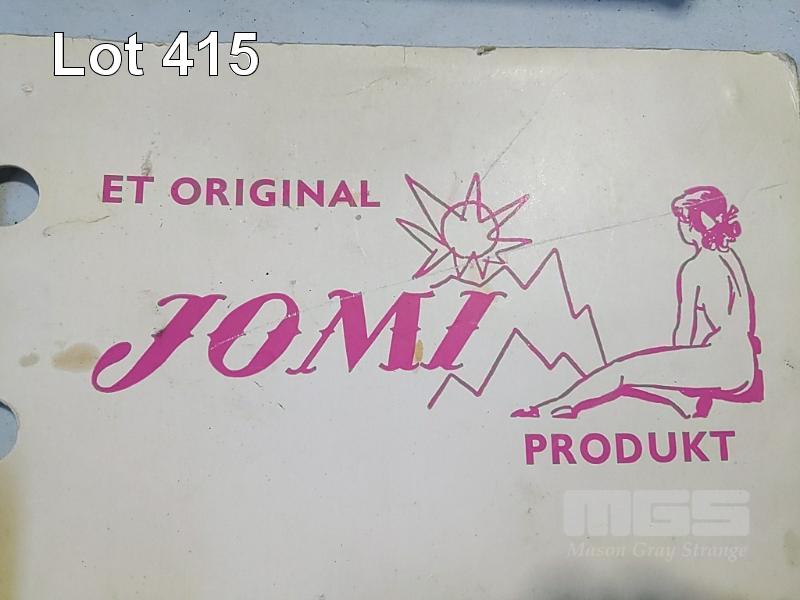 Lot 415
ET ORIGINAL
JOMI
PRODUKT
MGS
Mason Gray Strange